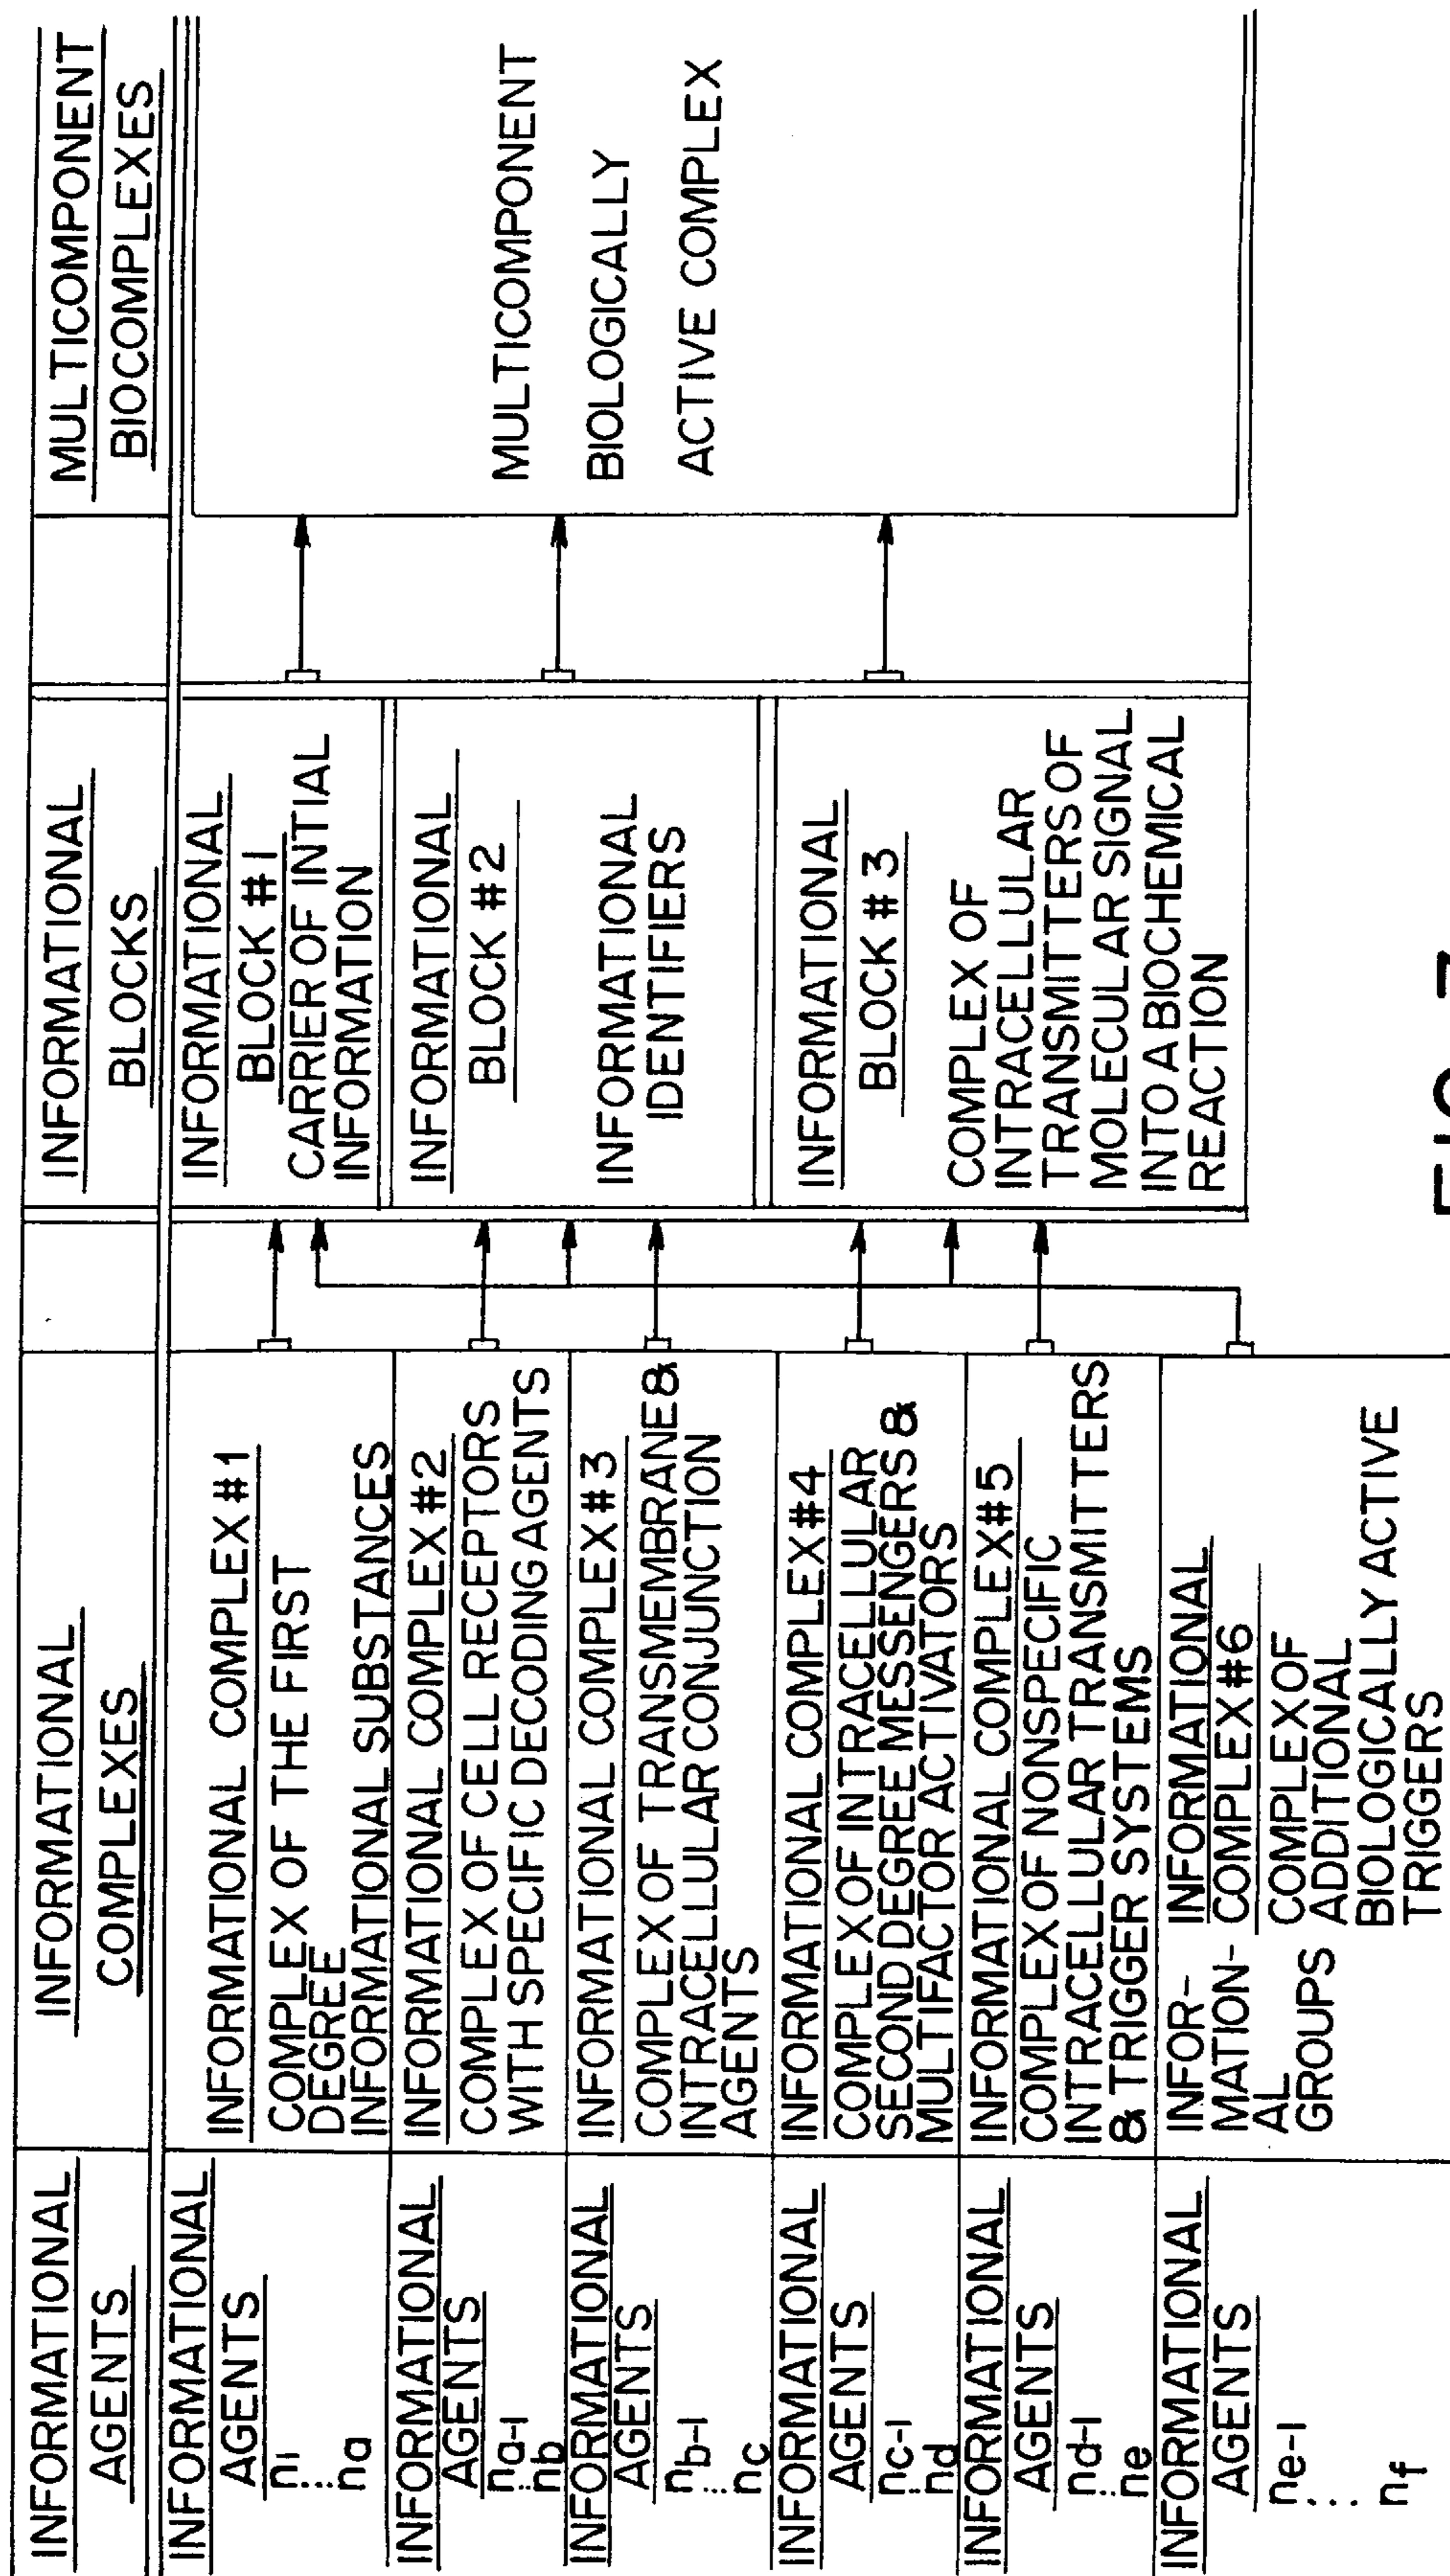 INFORMATIONAL
AGENTS
INFORMATIONAL
COMPLEXES
INFORMATIONAL
BLOCKS
MULTICOMPONENT
BIOCOMPLEXES
INFORMATIONAL
AGENTS
n1
...
na
INFORMATIONAL COMPLEX #1
COMPLEX OF THE FIRST
DEGREE
INFORMATIONAL SUBSTANCES
INFORMATIONAL
AGENTS
na-1
..
nb
INFORMATIONAL COMPLEX #2
COMPLEX OF CELL RECEPTORS
WITH SPECIFIC DECODING AGENTS
INFORMATIONAL
AGENTS
nb-1
...
nc
INFORMATIONAL COMPLEX #3
COMPLEX OF TRANSMEMBRANE &
INTRACELLULAR CONJUNCTION
AGENTS
INFORMATIONAL
AGENTS
nc-1
..
nd
INFORMATIONAL COMPLEX #4
COMPLEX OF INTRACELLULAR
SECOND DEGREE MESSENGERS &
MULTIFACTOR ACTIVATORS
INFORMATIONAL
AGENTS
nd-1
..
ne
INFORMATIONAL COMPLEX #5
COMPLEX OF NONSPECIFIC
INTRACELLULAR TRANSMITTERS
& TRIGGER SYSTEMS
INFORMATIONAL
AGENTS
ne-1
...
nf
INFOR-
MATION-
AL
GROUPS
INFORMATIONAL
COMPLEX #6
COMPLEX OF
ADDITIONAL
BIOLOGICALLY ACTIVE
TRIGGERS
INFORMATIONAL
BLOCK #1
CARRIER OF INTIAL
INFORMATION
INFORMATIONAL
BLOCK #2
INFORMATIONAL
IDENTIFIERS
INFORMATIONAL
BLOCK #3
COMPLEX OF
INTRACELLULAR
TRANSMITTERS OF
MOLECULAR SIGNAL
INTO A BIOCHEMICAL
REACTION
MULTICOMPONENT
BIOLOGICALLY
ACTIVE COMPLEX